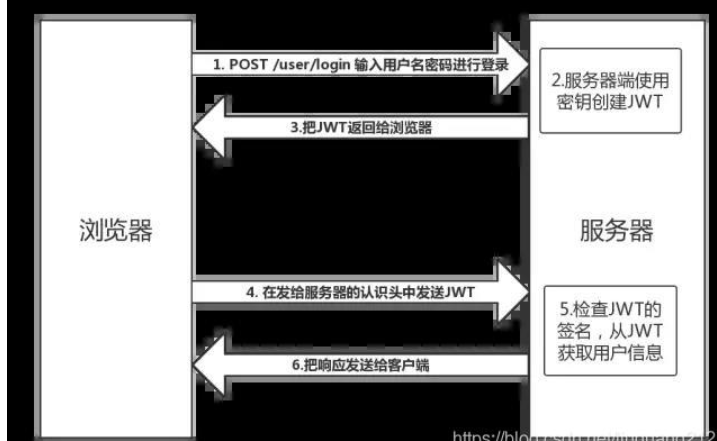 1. POST /user/login 输入用户名密码进行登录
2.服务器端使用
密钥创建JWT
3.把JWT返回给浏览器
浏览器
服务器
4. 在发给服务器的认识头中发送JWT
5.检查JWT的
签名，从JWT
获取用户信息
6.把响应发送给客户端